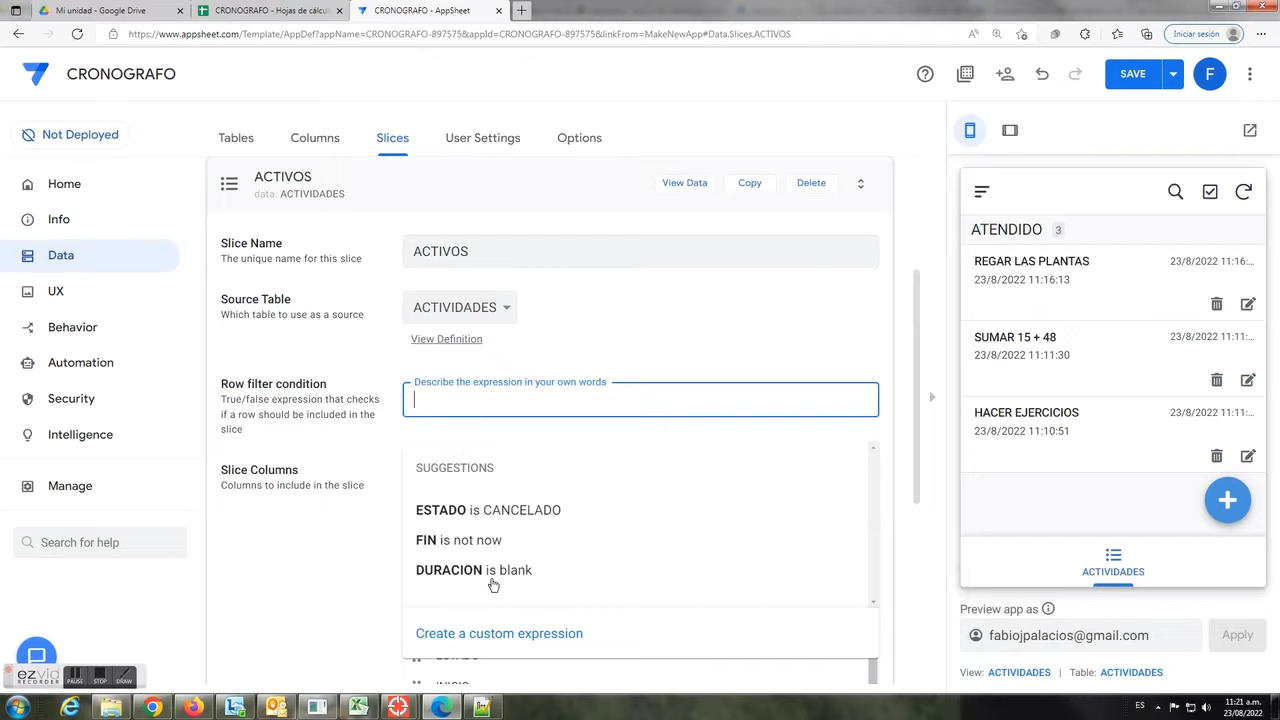 Mi unidad - Google Drive
CRONOGRAFO - Hojas de cálcu
CRONOGRAFO - AppSheet
https://www.appsheet.com/Template/AppDef?appName=CRONOGRAFO-897575&appId=CRONOGRAFO-897575&linkFrom=MakeNewApp#Data.Slices.ACTIVOS
Iniciar sesión
CRONOGRAFO
SAVE
F
Not Deployed
Home
Info
Data
UX
Behavior
Automation
Security
Intelligence
Manage
Search for help
Tables
Columns
Slices
User Settings
Options
ACTIVOS
data: ACTIVIDADES
View Data
Copy
Delete
Slice Name
The unique name for this slice
ACTIVOS
Source Table
Which table to use as a source
ACTIVIDADES
View Definition
Row filter condition
True/false expression that checks
if a row should be included in the
slice
Describe the expression in your own words
Slice Columns
Columns to include in the slice
SUGGESTIONS
ESTADO is CANCELADO
FIN is not now
DURACION is blank
Create a custom expression
ATENDIDO 3
REGAR LAS PLANTAS
23/8/2022 11:16:...
23/8/2022 11:16:13
SUMAR 15 + 48
23/8/2022 11:11:...
23/8/2022 11:11:30
HACER EJERCICIOS
23/8/2022 11:11:...
23/8/2022 11:10:51
ACTIVIDADES
Preview app as
fabiojpalacios@gmail.com
Apply
View: ACTIVIDADES | Table: ACTIVIDADES
ezvid
RECORDER
PAUSE
STOP
DRAW
ES
11:21 a.m.
23/08/2022